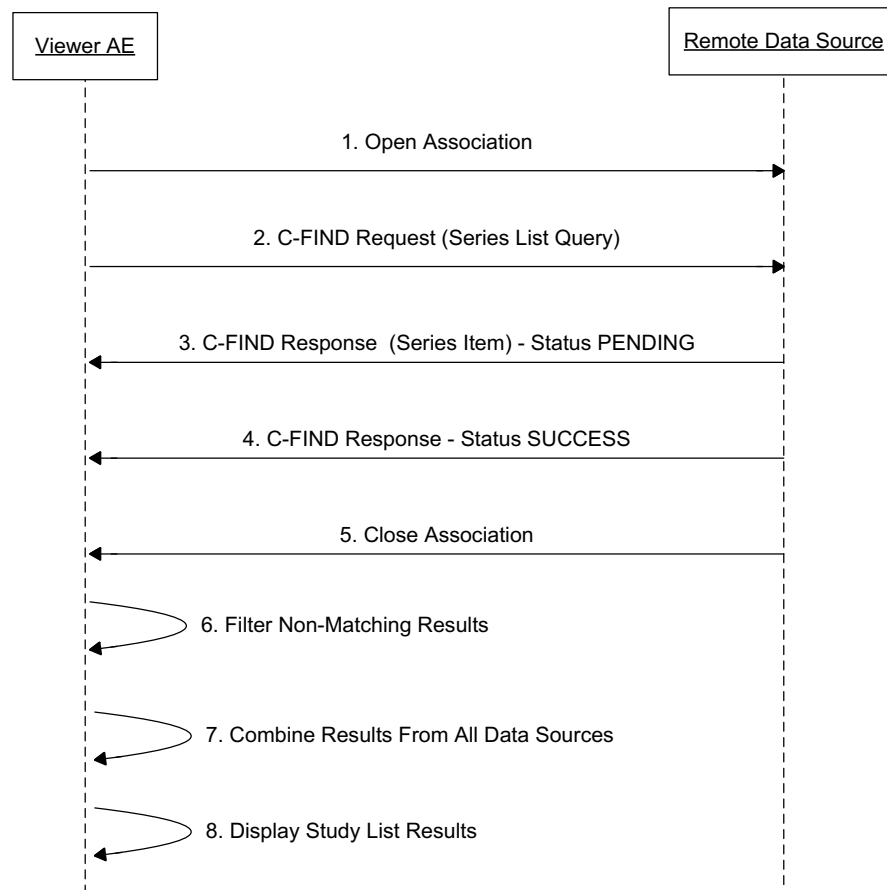 Viewer AE
Remote Data Source
1. Open Association
2. C-FIND Request (Series List Query)
3. C-FIND Response  (Series Item) - Status PENDING
4. C-FIND Response - Status SUCCESS
5. Close Association
6. Filter Non-Matching Results
7. Combine Results From All Data Sources
8. Display Study List Results